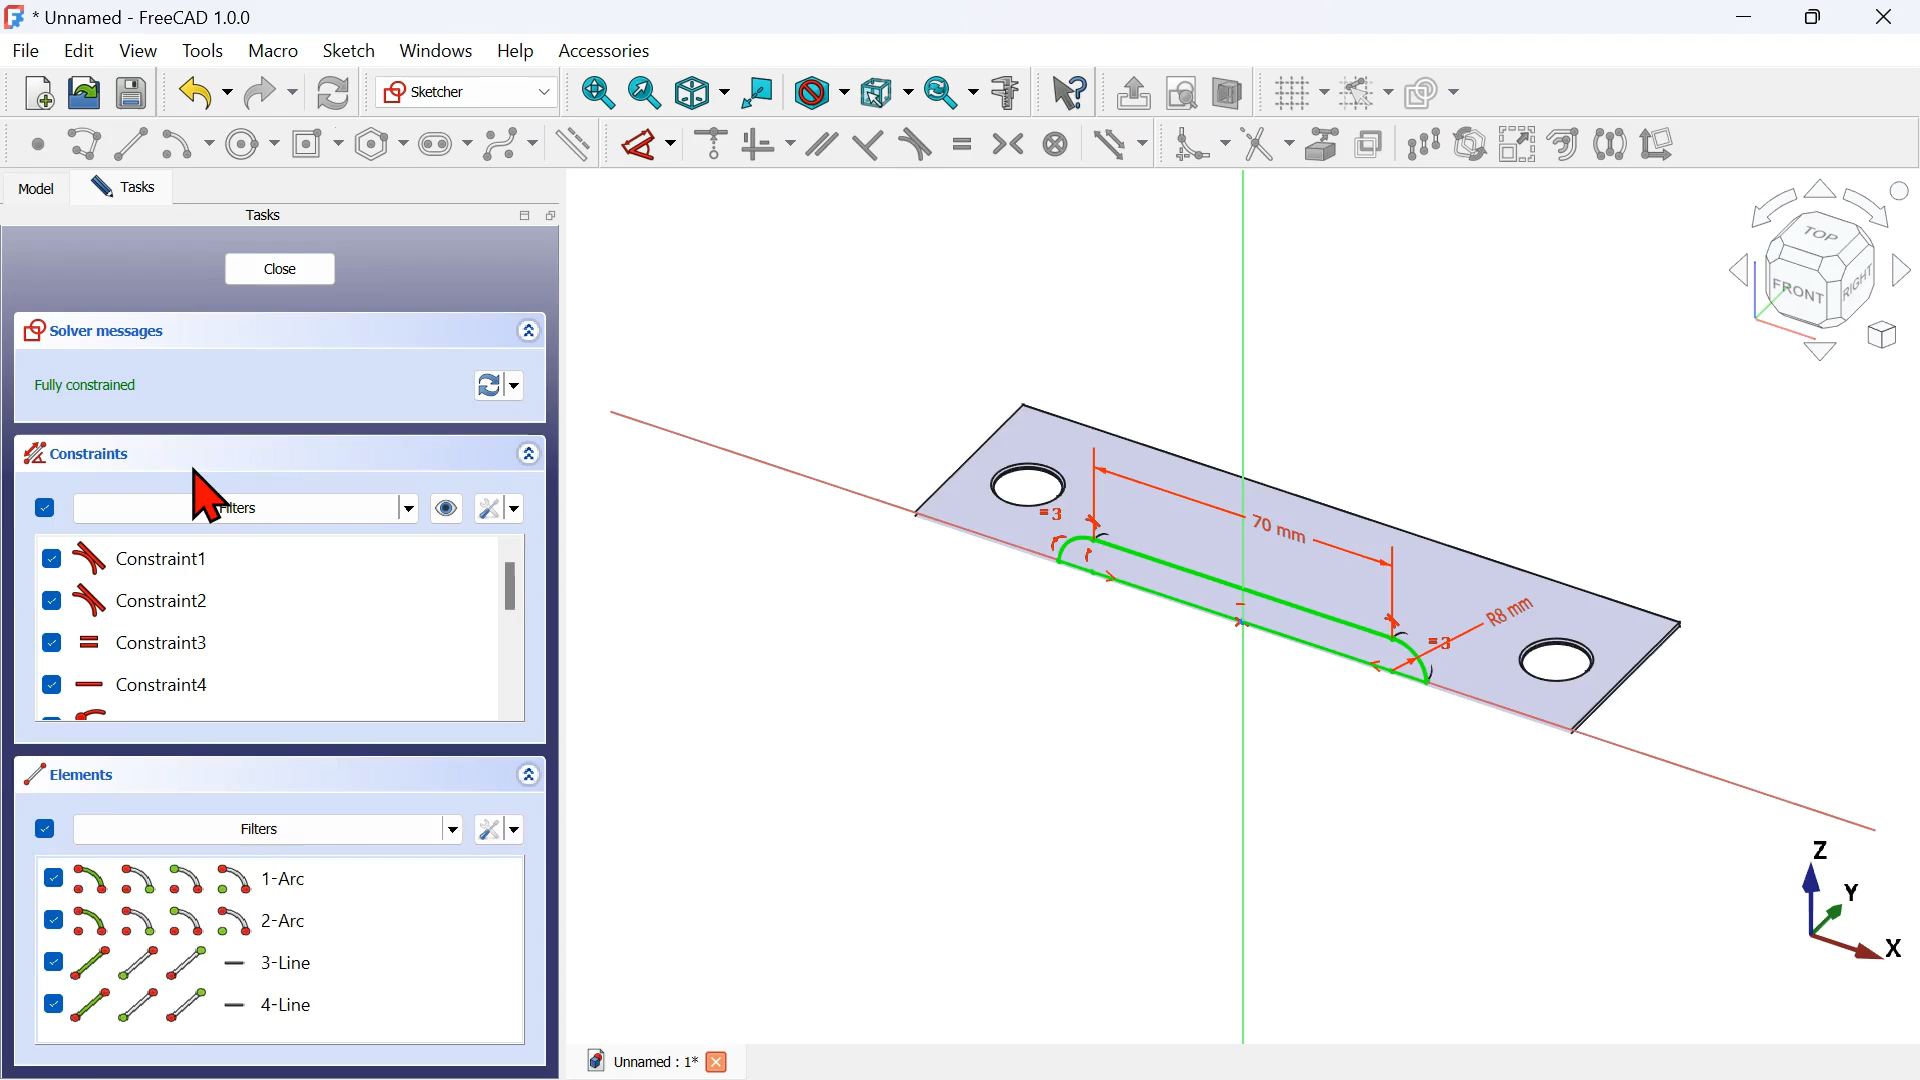 * Unnamed - FreeCAD 1.0.0
File Edit View Tools Macro Sketch Windows Help Accessories
Sketcher
Model Tasks
Tasks
Close
Solver messages
Fully constrained
Constraints
Constraint1
Constraint2
Constraint3
Constraint4
Elements
Filters
1-Arc
2-Arc
3-Line
4-Line
= 3
70 mm
R8 mm
= 3
TOP
FRONT
RIGHT
Z
Y
X
Unnamed : 1*